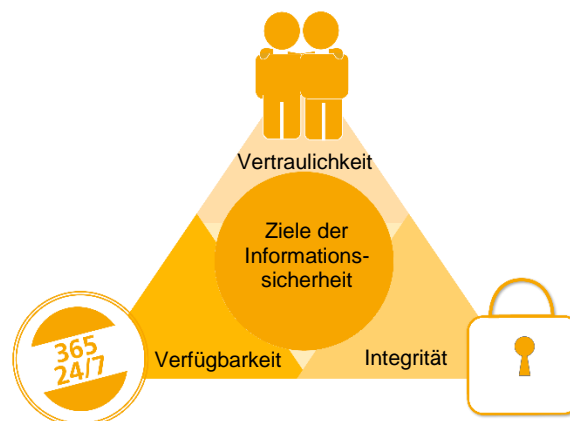 Vertraulichkeit
Ziele der
Informations-
sicherheit
365
24/7
Verfügbarkeit
Integrität